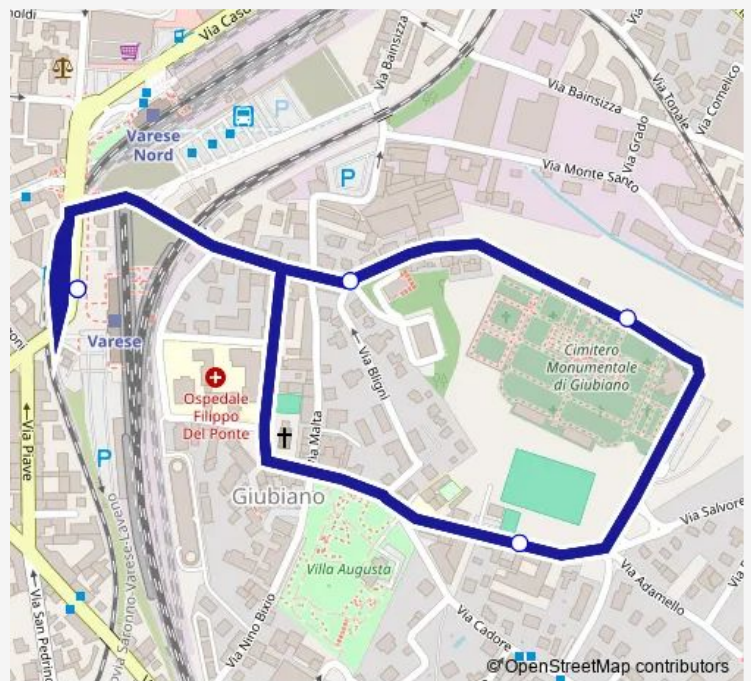 Via Casc
Via Bainsizza
Via Bainsizza
Via Tonale
Via Comelico
Via Grado
Varese
Nord
P
P
Via Monte Santo
Varese
←Via Piave
Ospedale
Filippo
Del Ponte
← Via Bligni
Cimitero
Monumentale
di Giubiano
P
Giubiano
Via Salvore
Villa Augusta
Via Adamello
Via San Pedrino
Via Nino Bixio
Via Cadore
© OpenStreetMap contributors